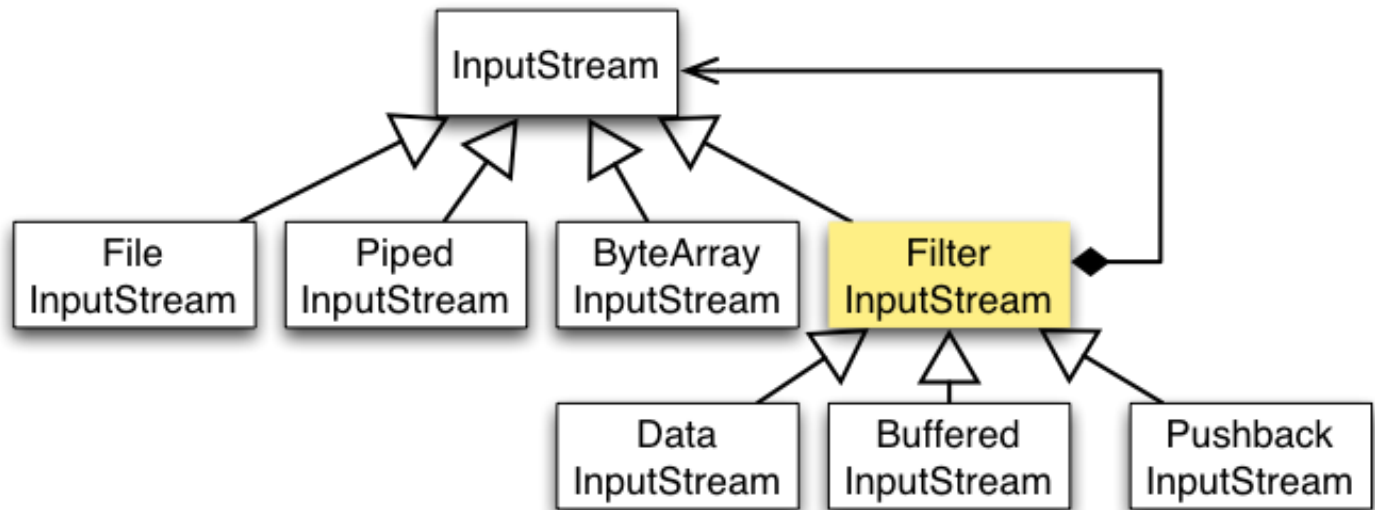 InputStream
File
InputStream
Piped
InputStream
ByteArray
InputStream
Filter
InputStream
Data
InputStream
Buffered
InputStream
Pushback
InputStream